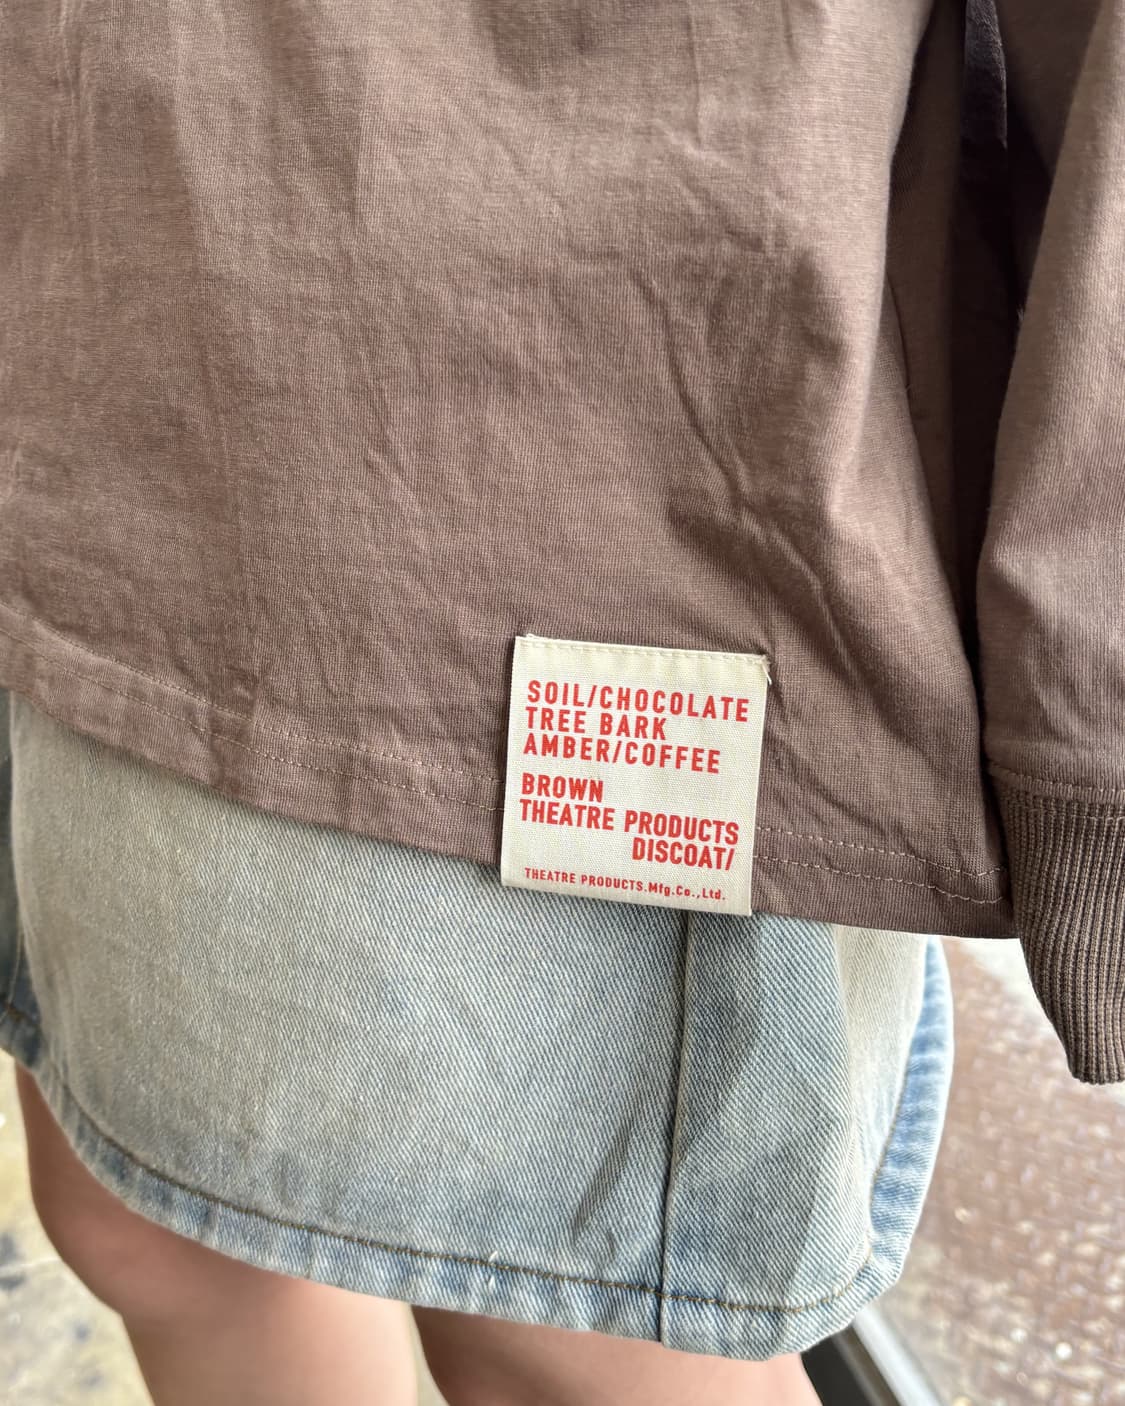 SOIL/CHOCOLATE
TREE BARK
AMBER/COFFEE
BROWN
THEATRE PRODUCTS
DISCOAT/
THEATRE PRODUCTS.Mfg.Co.,Ltd.